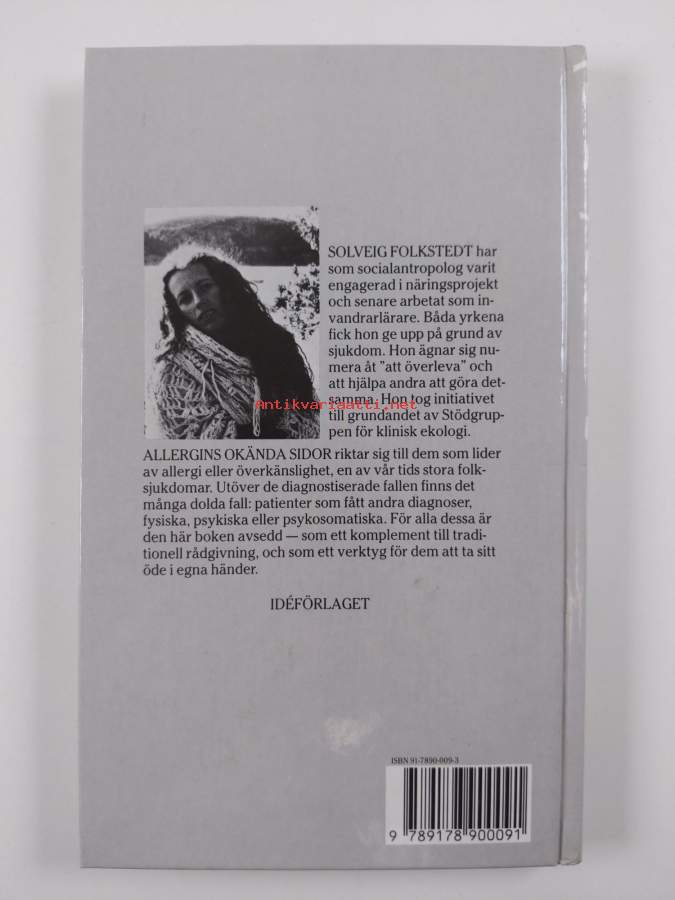 SOLVEIG FOLKSTEDT har
som socialantropolog varit
engagerad i näringsprojekt
och senare arbetat som in-
vandrarlärare. Båda yrkena
fick hon ge upp på grund av
sjukdom. Hon ägnar sig nu-
mera åt "att överleva" och
att hjälpa andra att göra det-
samma. Hon tog initiativet
till grundandet av Stödgrup-
pen för klinisk ekologi.
Antikvariaatti.net
ALLERGINS OKÄNDA SIDOR riktar sig till dem som lider
av allergi eller överkänslighet, en av vår tids stora folk-
sjukdomar. Utöver de diagnostiserade fallen finns det
många dolda fall: patienter som fått andra diagnoser,
fysiska, psykiska eller psykosomatiska. För alla dessa är
den här boken avsedd — som ett komplement till tradi-
tionell rådgivning, och som ett verktyg för dem att ta sitt
öde i egna händer.
IDÉFÖRLAGET
ISBN 91-7890-009-3
9 789178 900091